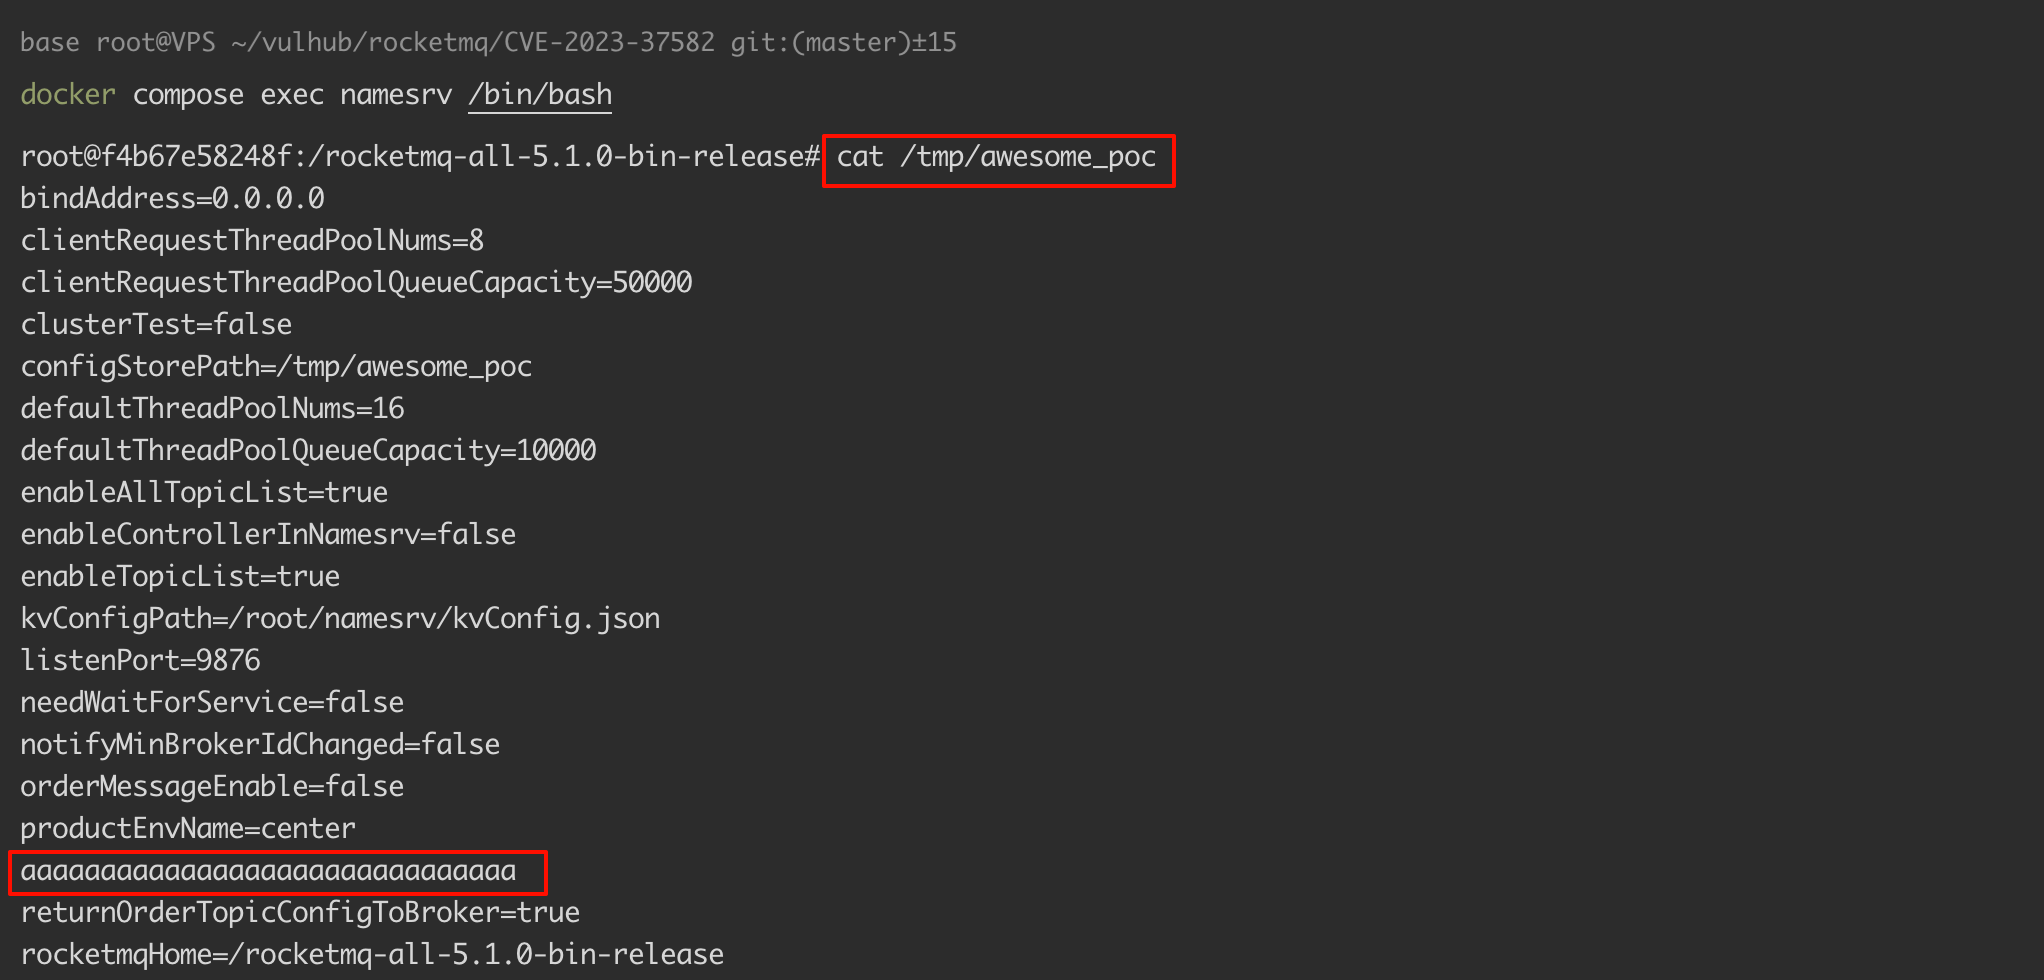 base root@VPS ~/vulhub/rocketmq/CVE-2023-37582 git:(master)±15
docker compose exec namesrv /bin/bash
root@f4b67e58248f:/rocketmq-all-5.1.0-bin-release# cat /tmp/awesome_poc
bindAddress=0.0.0.0
clientRequestThreadPoolNums=8
clientRequestThreadPoolQueueCapacity=50000
clusterTest=false
configStorePath=/tmp/awesome_poc
defaultThreadPoolNums=16
defaultThreadPoolQueueCapacity=10000
enableAllTopicList=true
enableControllerInNamesrv=false
enableTopicList=true
kvConfigPath=/root/namesrv/kvConfig.json
listenPort=9876
needWaitForService=false
notifyMinBrokerIdChanged=false
orderMessageEnable=false
productEnvName=center
aaaaaaaaaaaaaaaaaaaaaaaaaaaaaaa
returnOrderTopicConfigToBroker=true
rocketmqHome=/rocketmq-all-5.1.0-bin-release